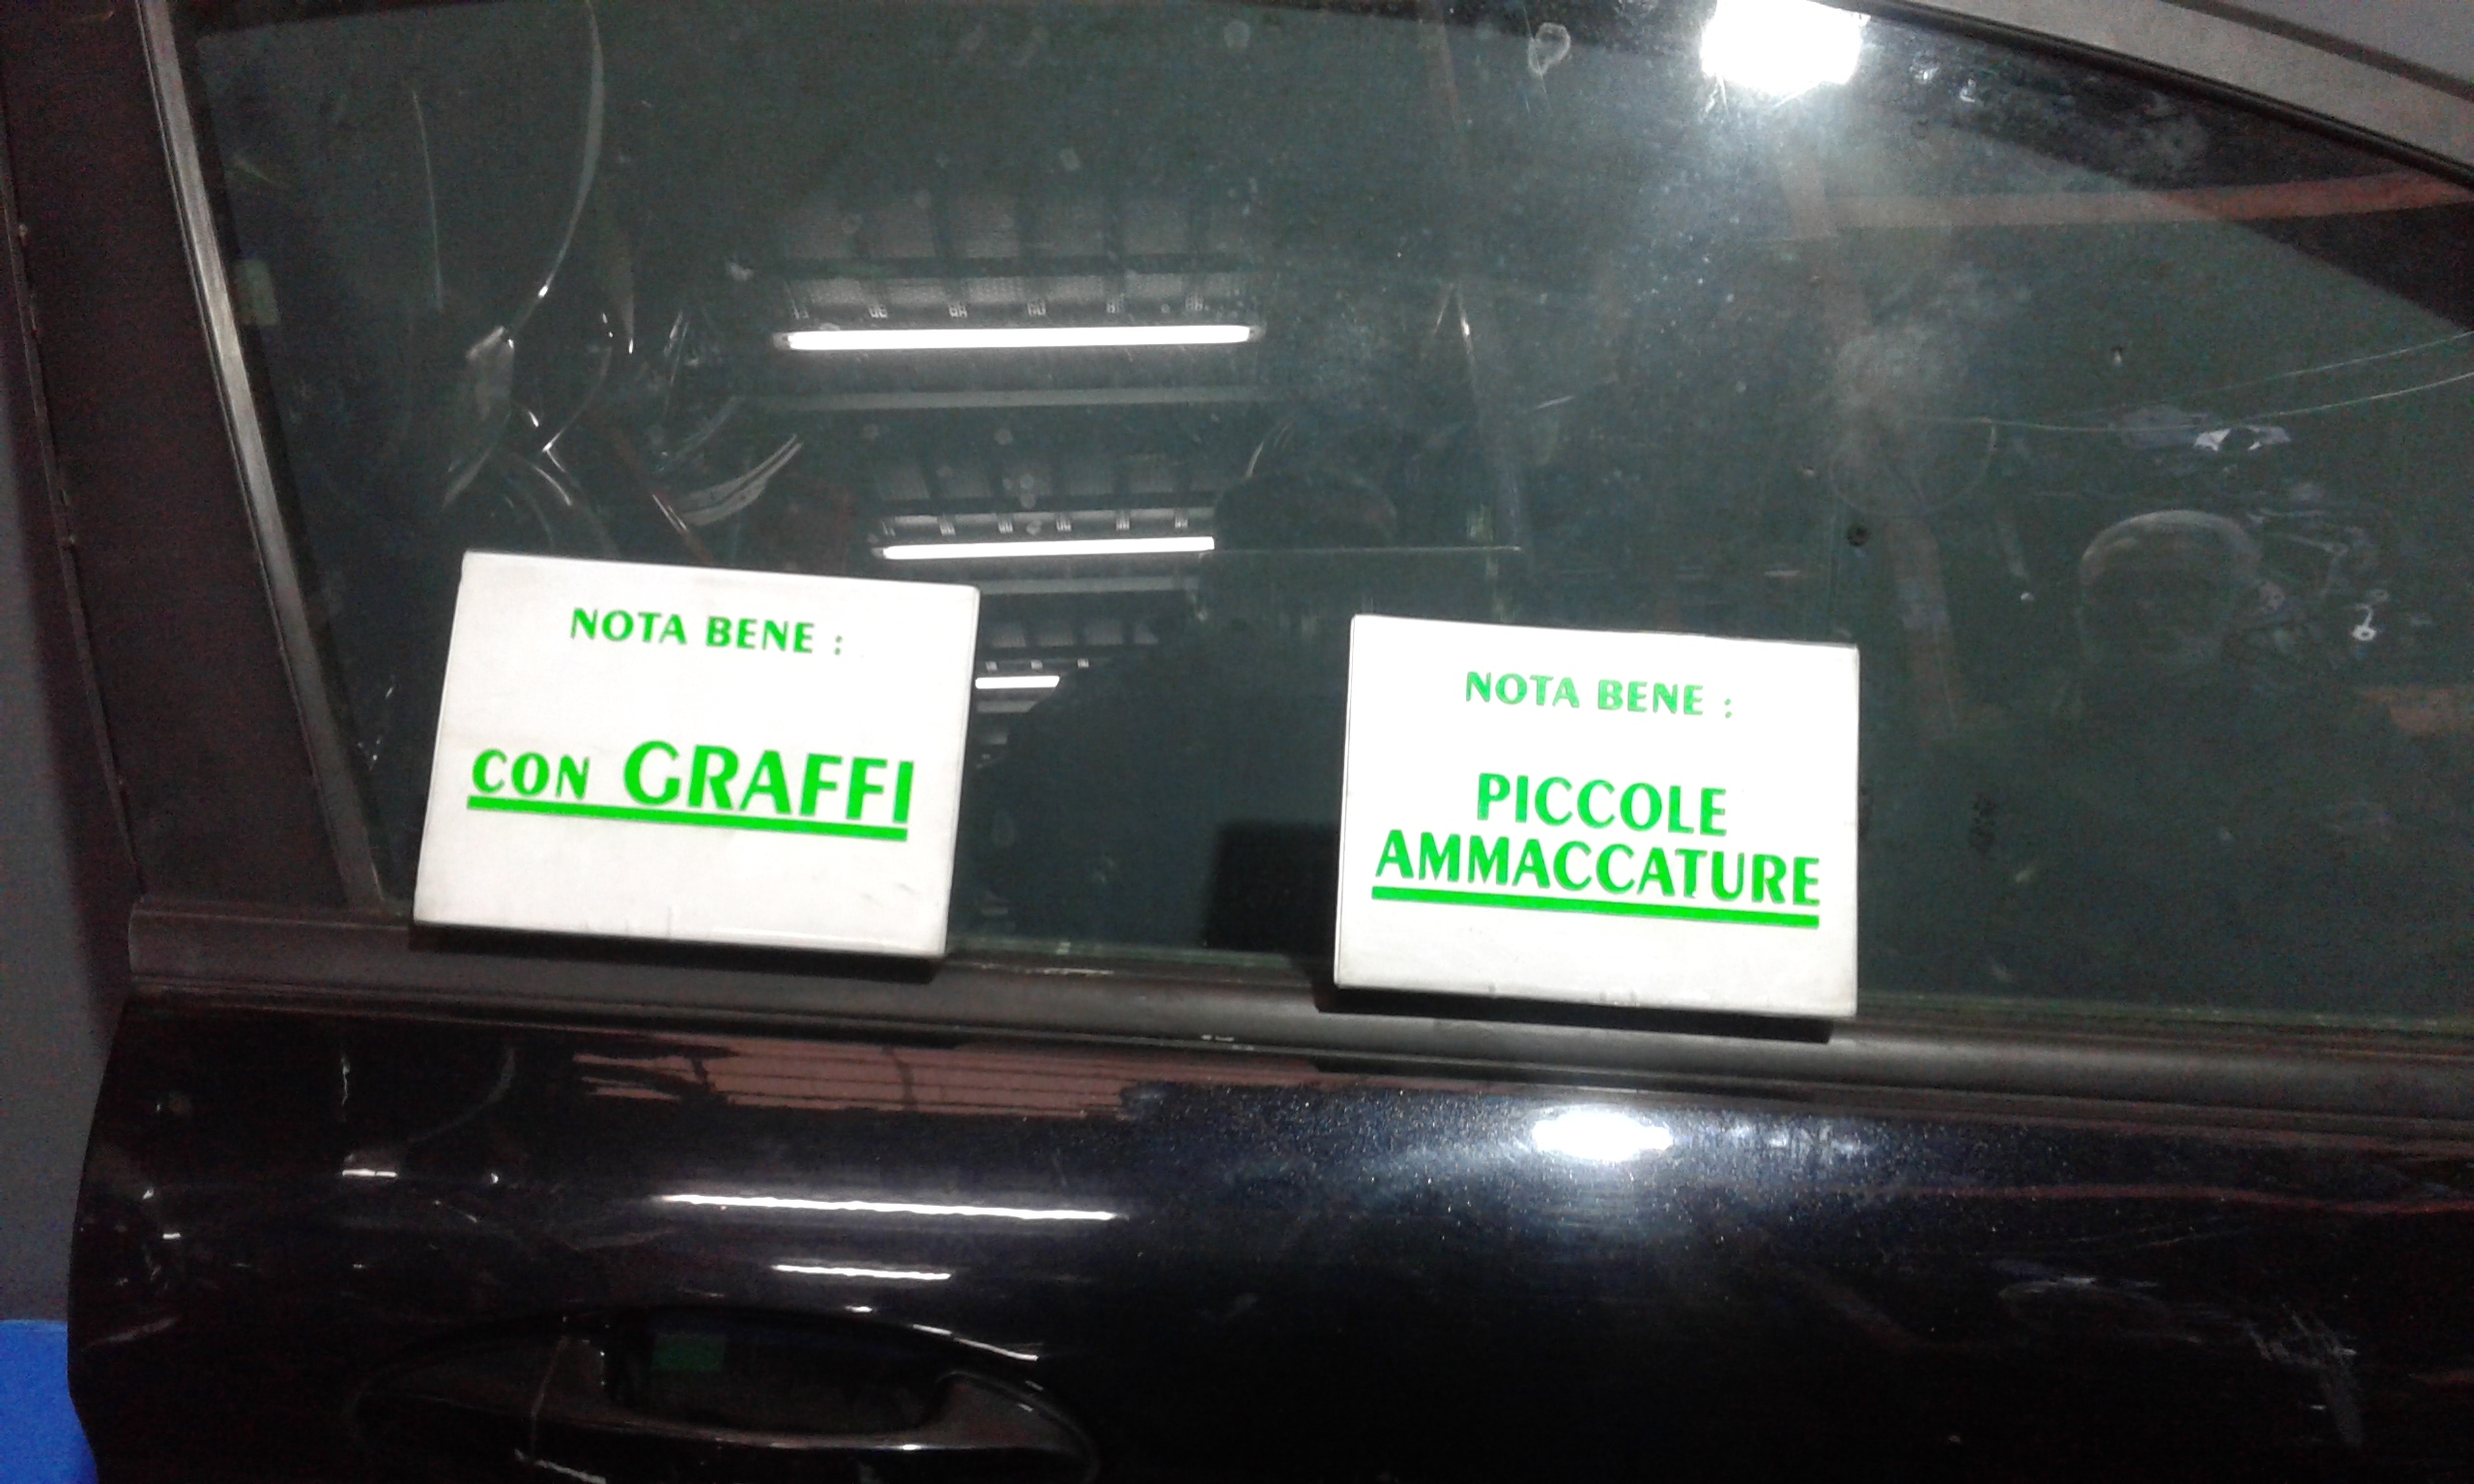 NOTA BENE :
CON GRAFFI
NOTA BENE :
PICCOLE
AMMACCATURE